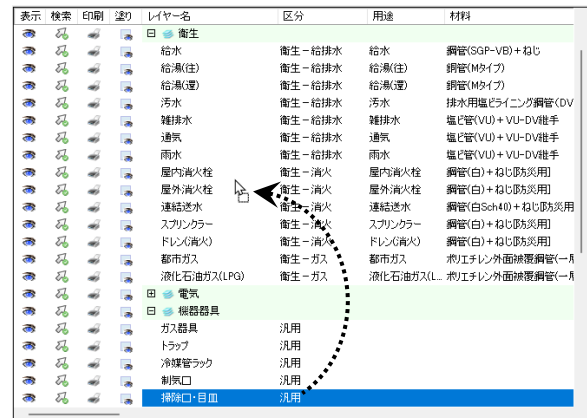 表示 検索 印刷 塗り レイヤー名 区分 用途 材料
衛生
給水 衛生－給排水 給水 鋼管(SGP-VB)+ねじ
給湯(往) 衛生－給排水 給湯(往) 銅管(Mタイプ)
給湯(還) 衛生－給排水 給湯(還) 銅管(Mタイプ)
汚水 衛生－給排水 汚水 排水用塩ビライニング鋼管(DV
雑排水 衛生－給排水 雑排水 塩ビ管(VU)+VU-DV継手
通気 衛生－給排水 通気 塩ビ管(VU)+VU-DV継手
雨水 衛生－給排水 雨水 塩ビ管(VU)+VU-DV継手
屋内消火栓 衛生－消火 屋内消火栓 鋼管(白)+ねじ[防災用]
屋外消火栓 衛生－消火 屋外消火栓 鋼管(白)+ねじ[防災用]
連結送水 衛生－消火 連結送水 鋼管(白Sch40)+ねじ[防災用
スプリンクラー 衛生－消火 スプリンクラー 鋼管(白)+ねじ[防災用]
ドレン(消火) 衛生－消火 ドレン(消火) 鋼管(白)+ねじ[防災用]
都市ガス 衛生－ガス 都市ガス ポリエチレン外面被覆鋼管(一般
液化石油ガス(LPG) 衛生－ガス 液化石油ガス(L... ポリエチレン外面被覆鋼管(一般
電気
機器器具
ガス器具 汎用
トラップ 汎用
冷媒管ラック 汎用
制気口 汎用
掃除口・目皿 汎用